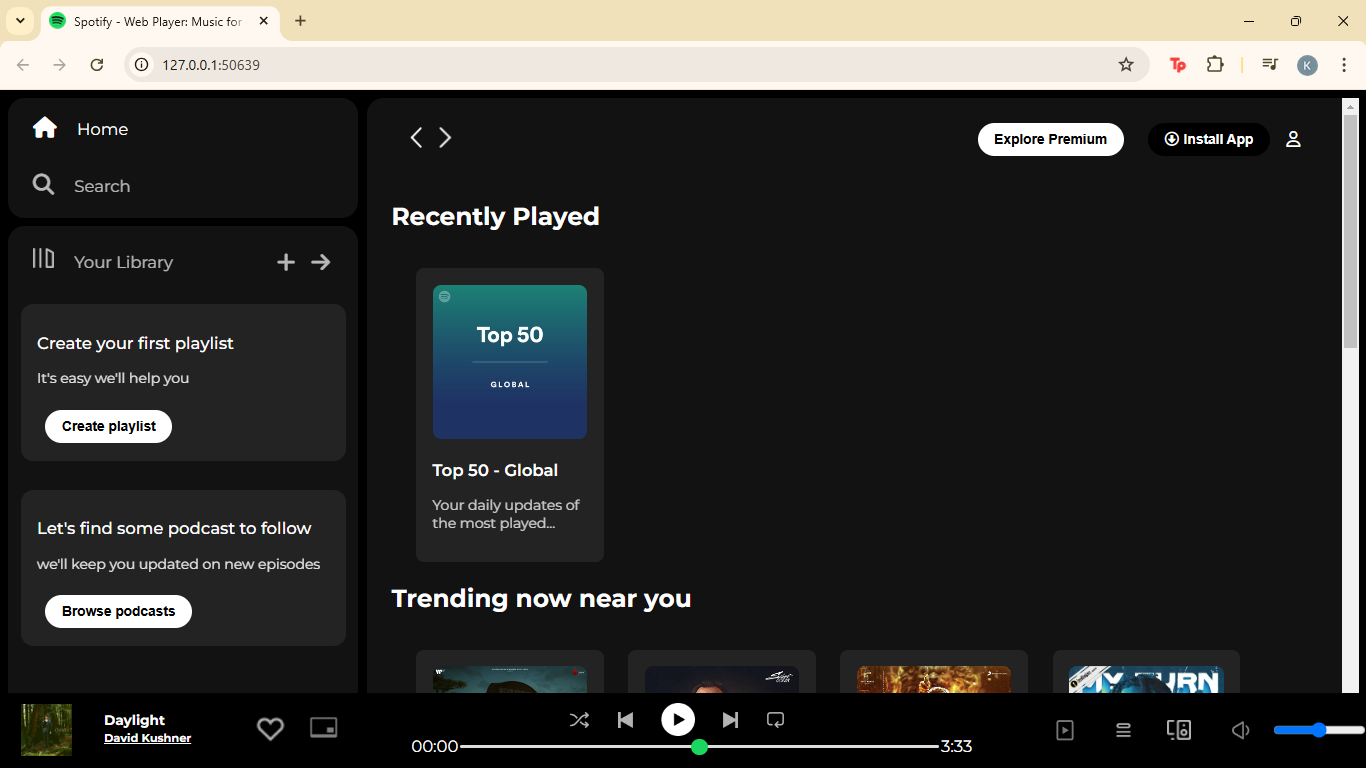 Spotify - Web Player: Music for
127.0.0.1:50639
Tp
K
Home
Search
Your Library
Create your first playlist
It's easy we'll help you
Create playlist
Let's find some podcast to follow
we'll keep you updated on new episodes
Browse podcasts
Explore Premium
Install App
Recently Played
Top 50
GLOBAL
Top 50 - Global
Your daily updates of
the most played...
Trending now near you
MY TURN
Daylight
David Kushner
00:00
3:33